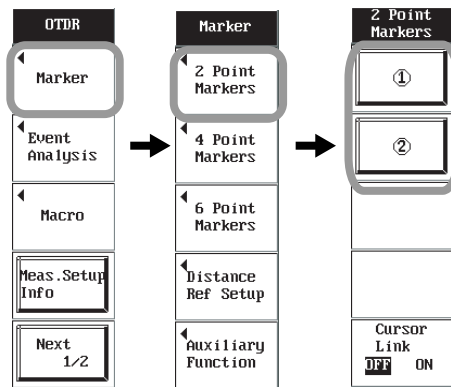 OTDR
Marker
Event
Analysis
Macro
Meas.Setup
Info
Next
1/2
Marker
2 Point
Markers
4 Point
Markers
6 Point
Markers
Distance
Ref Setup
Auxiliary
Function
2 Point
Markers
①
②
Cursor
Link
OFF ON